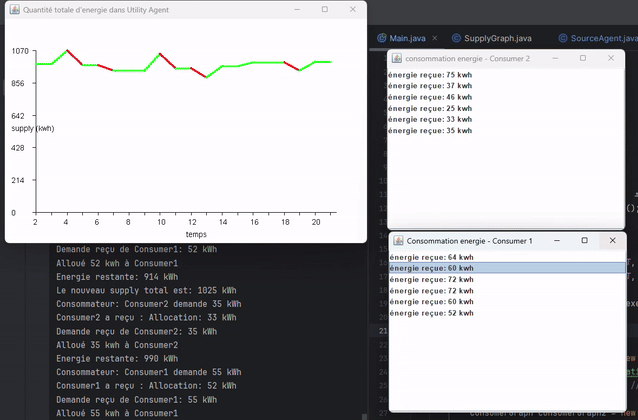 Quantité totale d'energie dans Utility Agent
1070
856
642
supply (kwh)
428
214
0
2
4
6
8
10
12
14
16
18
20
temps
Main.java
SupplyGraph.java
SourceAgent.java
consommation energie - Consumer 2
énergie reçue: 75 kwh
énergie reçue: 37 kwh
énergie reçue: 46 kwh
énergie reçue: 25 kwh
énergie reçue: 33 kwh
énergie reçue: 35 kwh
Consommation energie - Consumer 1
énergie reçue: 64 kwh
énergie reçue: 60 kwh
énergie reçue: 72 kwh
énergie reçue: 72 kwh
énergie reçue: 60 kwh
énergie reçue: 52 kwh
Demande reçu de Consumer1: 52 kWh
Alloué 52 kwh à Consumer1
Energie restante: 914 kWh
Le nouveau supply total est: 1025 kWh
Consommateur: Consumer2 demande 35 kWh
Consumer2 a reçu : Allocation: 33 kWh
Demande reçu de Consumer2: 35 kWh
Alloué 35 kwh à Consumer2
Energie restante: 990 kWh
Consommateur: Consumer1 demande 55 kWh
Consumer1 a reçu : Allocation: 52 kWh
Demande reçu de Consumer1: 55 kWh
Alloué 55 kwh à Consumer1
21
27